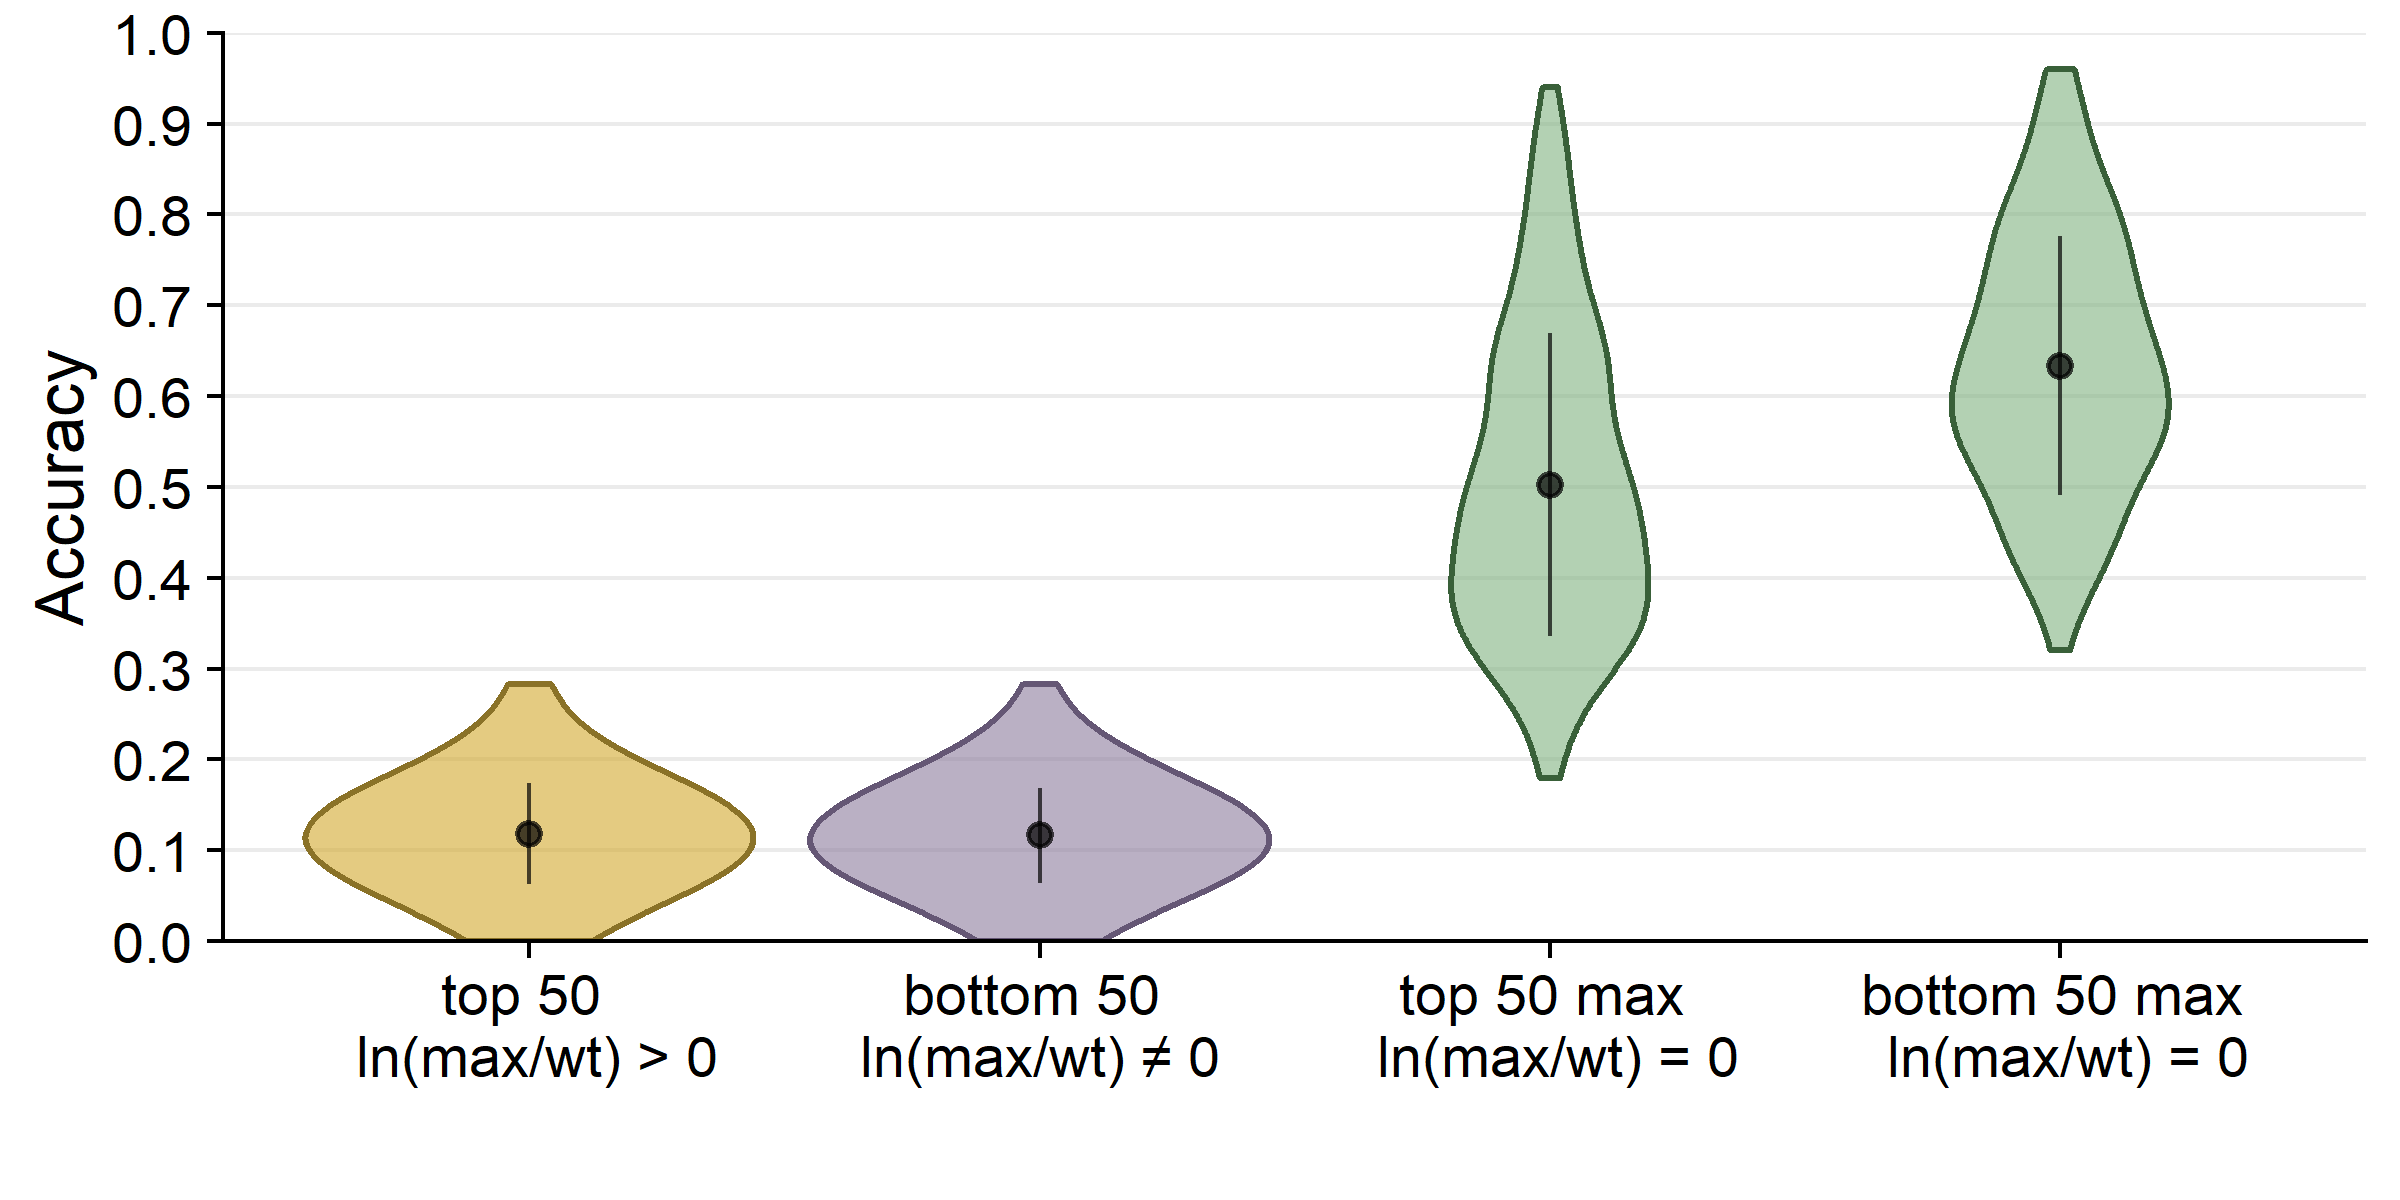 Accuracy
1.0
0.9
0.8
0.7
0.6
0.5
0.4
0.3
0.2
0.1
0.0
top 50
ln(max/wt) > 0
bottom 50
ln(max/wt) ≠ 0
top 50 max
ln(max/wt) = 0
bottom 50 max
ln(max/wt) = 0